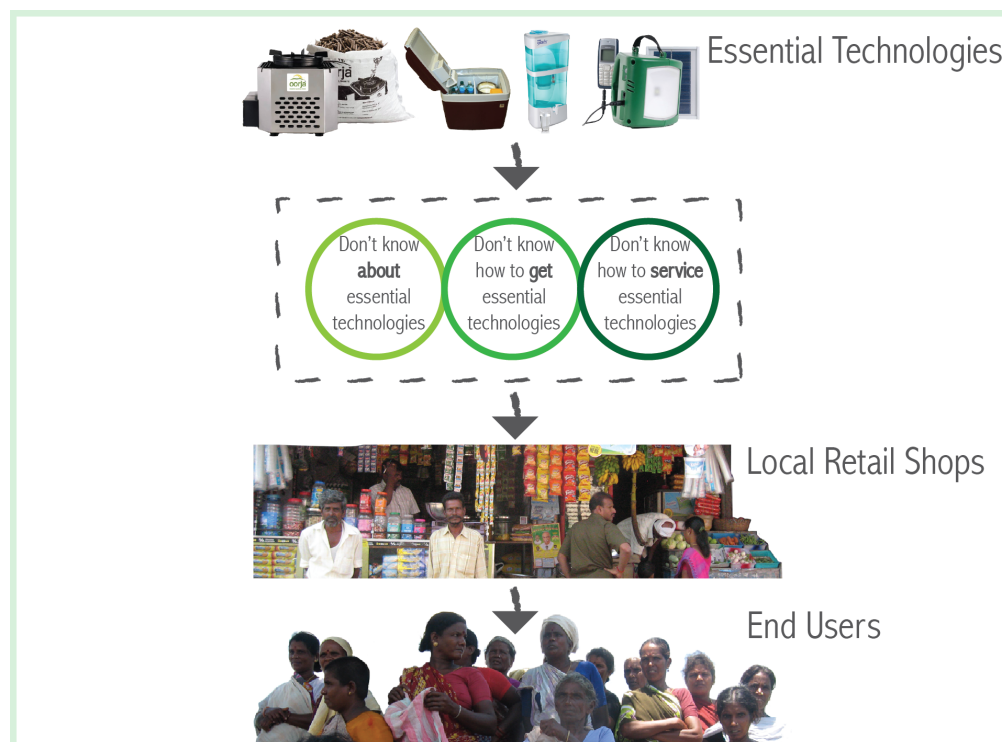 Essential Technologies
oorja
Don't know
about
essential
technologies
Don't know
how to get
essential
technologies
Don't know
how to service
essential
technologies
Local Retail Shops
End Users